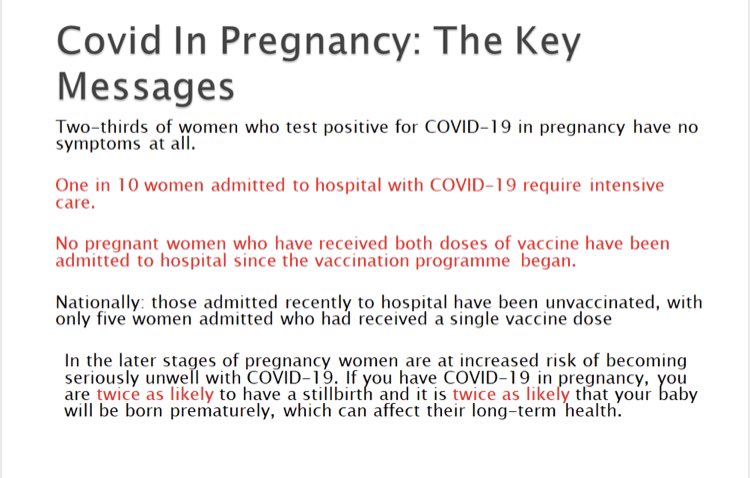 Covid In Pregnancy: The Key
Messages
Two-thirds of women who test positive for COVID-19 in pregnancy have no
symptoms at all.
One in 10 women admitted to hospital with COVID-19 require intensive
care.
No pregnant women who have received both doses of vaccine have been
admitted to hospital since the vaccination programme began.
Nationally: those admitted recently to hospital have been unvaccinated, with
only five women admitted who had received a single vaccine dose
In the later stages of pregnancy women are at increased risk of becoming
seriously unwell with COVID-19. If you have COVID-19 in pregnancy, you
are twice as likely to have a stillbirth and it is twice as likely that your baby
will be born prematurely, which can affect their long-term health.